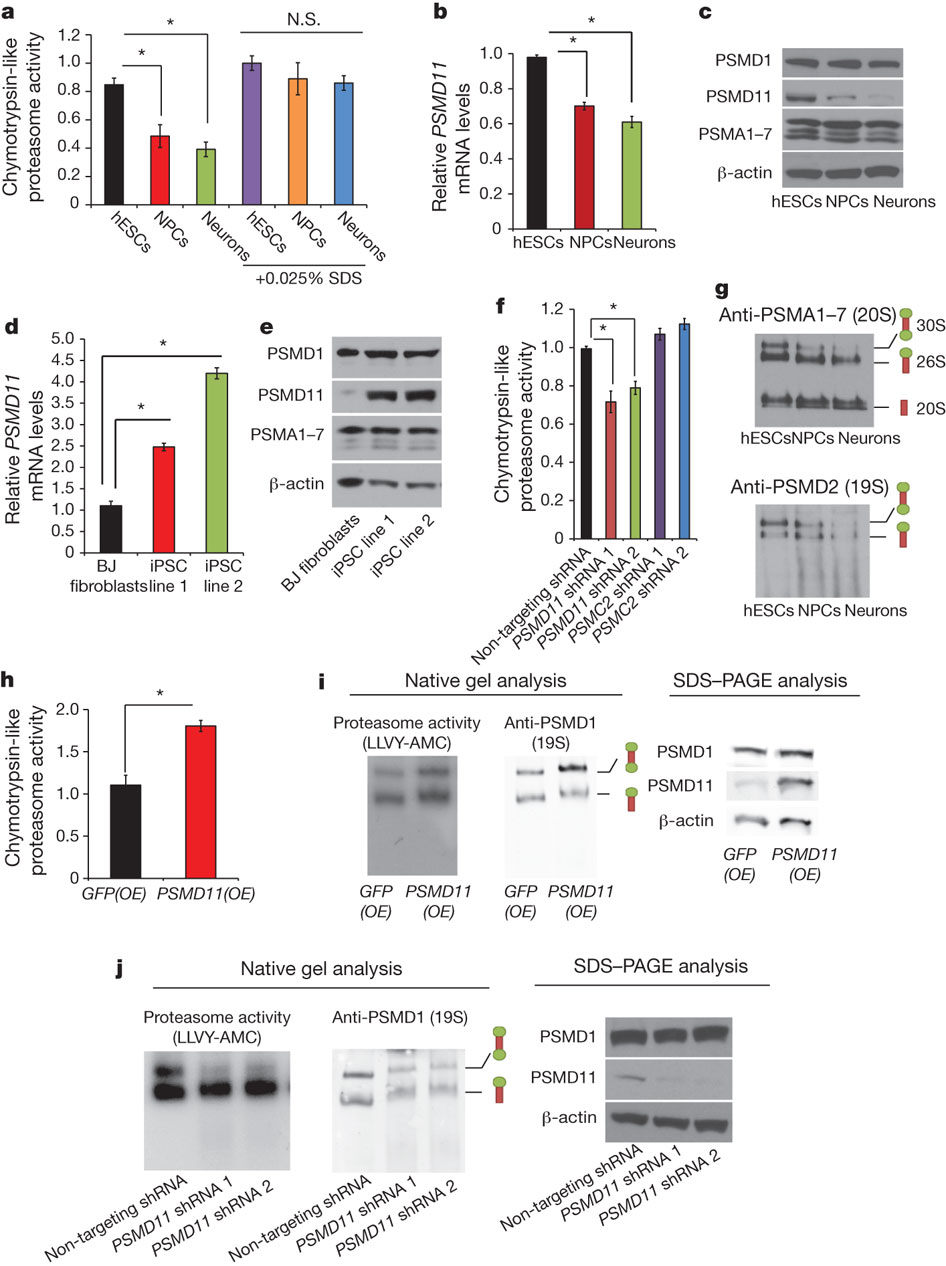 a
Chymotrypsin-like
proteasome activity
1.2
1.0
0.8
0.6
0.4
0.2
0
*
*
N.S.
hESCs
NPCs
Neurons
hESCs
NPCs
Neurons
+0.025% SDS
b
Relative PSMD11
mRNA levels
1.0
0.8
0.6
0.4
0.2
0
*
*
hESCs NPCs Neurons
c
PSMD1
PSMD11
PSMA1–7
β-actin
hESCs NPCs Neurons
d
Relative PSMD11
mRNA levels
5.0
4.5
4.0
3.5
3.0
2.5
2.0
1.5
1.0
0.5
0
*
*
BJ
fibroblasts
iPSC
line 1
iPSC
line 2
e
PSMD1
PSMD11
PSMA1–7
β-actin
BJ fibroblasts
iPSC line 1
iPSC line 2
f
Chymotrypsin-like
proteasome activity
1.2
1.0
0.8
0.6
0.4
0.2
0
*
*
Non-targeting shRNA
PSMD11 shRNA 1
PSMD11 shRNA 2
PSMC2 shRNA 1
PSMC2 shRNA 2
g
Anti-PSMA1–7 (20S)
30S
26S
20S
hESCsNPCs Neurons
Anti-PSMD2 (19S)
hESCs NPCs Neurons
h
Chymotrypsin-like
proteasome activity
2.0
1.5
1.0
0.5
0
*
GFP(OE) PSMD11(OE)
i
Native gel analysis
Proteasome activity
(LLVY-AMC)
Anti-PSMD1
(19S)
GFP
(OE)
PSMD11
(OE)
GFP
(OE)
PSMD11
(OE)
SDS–PAGE analysis
PSMD1
PSMD11
β-actin
GFP
(OE)
PSMD11
(OE)
j
Native gel analysis
Proteasome activity
(LLVY-AMC)
Anti-PSMD1 (19S)
Non-targeting shRNA
PSMD11 shRNA 1
PSMD11 shRNA 2
Non-targeting shRNA
PSMD11 shRNA 1
PSMD11 shRNA 2
SDS–PAGE analysis
PSMD1
PSMD11
β-actin
Non-targeting shRNA
PSMD11 shRNA 1
PSMD11 shRNA 2